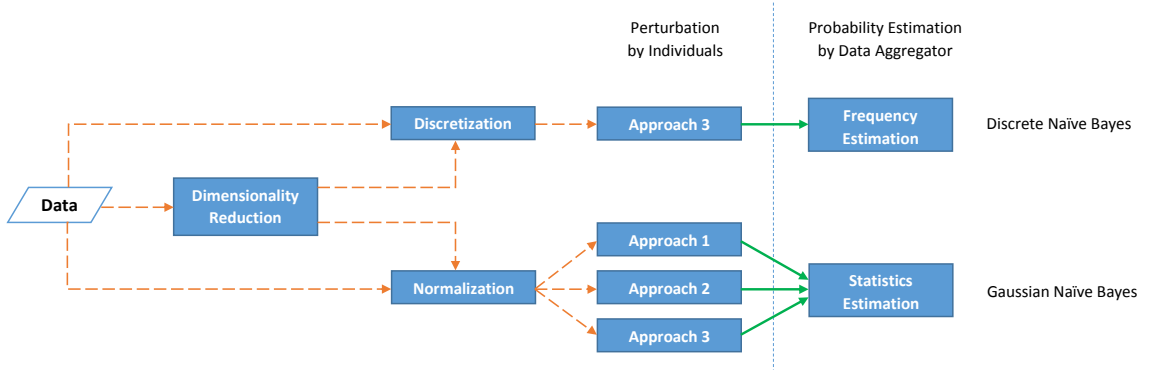 Perturbation
by Individuals
Probability Estimation
by Data Aggregator
Discretization
Approach 3
Frequency
Estimation
Discrete Naïve Bayes
Data
Dimensionality
Reduction
Approach 1
Normalization
Approach 2
Statistics
Estimation
Gaussian Naïve Bayes
Approach 3